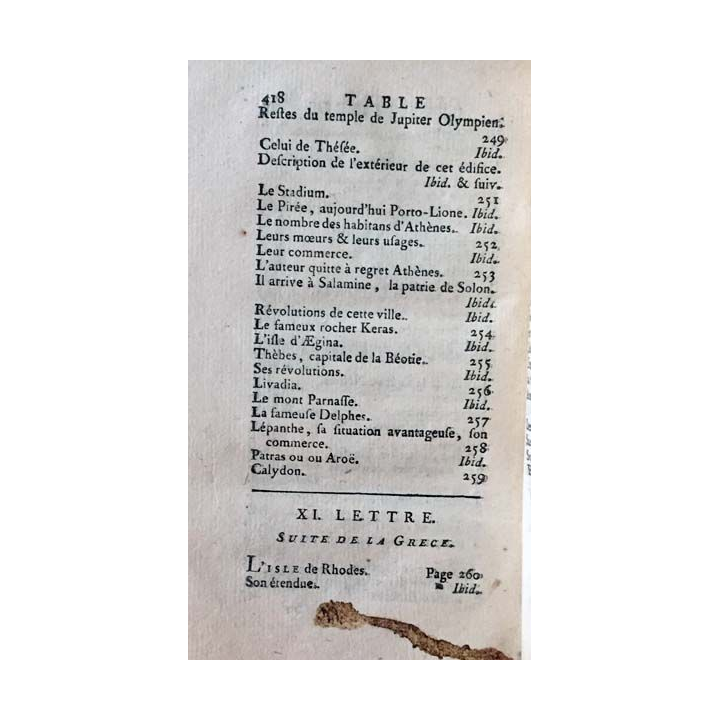 418 TABLE
Reſtes du temple de Jupiter Olympien.
249
Celui de Théſée. Ibid.
Deſcription de l'extérieur de cet édifice.
Ibid. & ſuiv.
Le Stadium. 251
Le Pirée, aujourd'hui Porto-Lione. Ibid.
Le nombre des habitans d'Athènes. Ibid.
Leurs mœurs & leurs uſages. 252
Leur commerce. Ibid.
L'auteur quitte à regret Athènes. 253
Il arrive à Salamine, la patrie de Solon.
Ibid.
Révolutions de cette ville. Ibid.
Le fameux rocher Keras. 254
L'iſle d'Ægina. Ibid.
Thèbes, capitale de la Béotie. 255
Ses révolutions. Ibid.
Livadia. 256
Le mont Parnaſſe. Ibid.
La fameuſe Delphes. 257
Lépanthe, ſa ſituation avantageuſe, ſon
commerce. 258
Patras ou ou Aroë. Ibid.
Calydon. 259
XI. LETTRE.
SUITE DE LA GRECE.
L'ISLE de Rhodes. Page 260
Son étendue. Ibid.